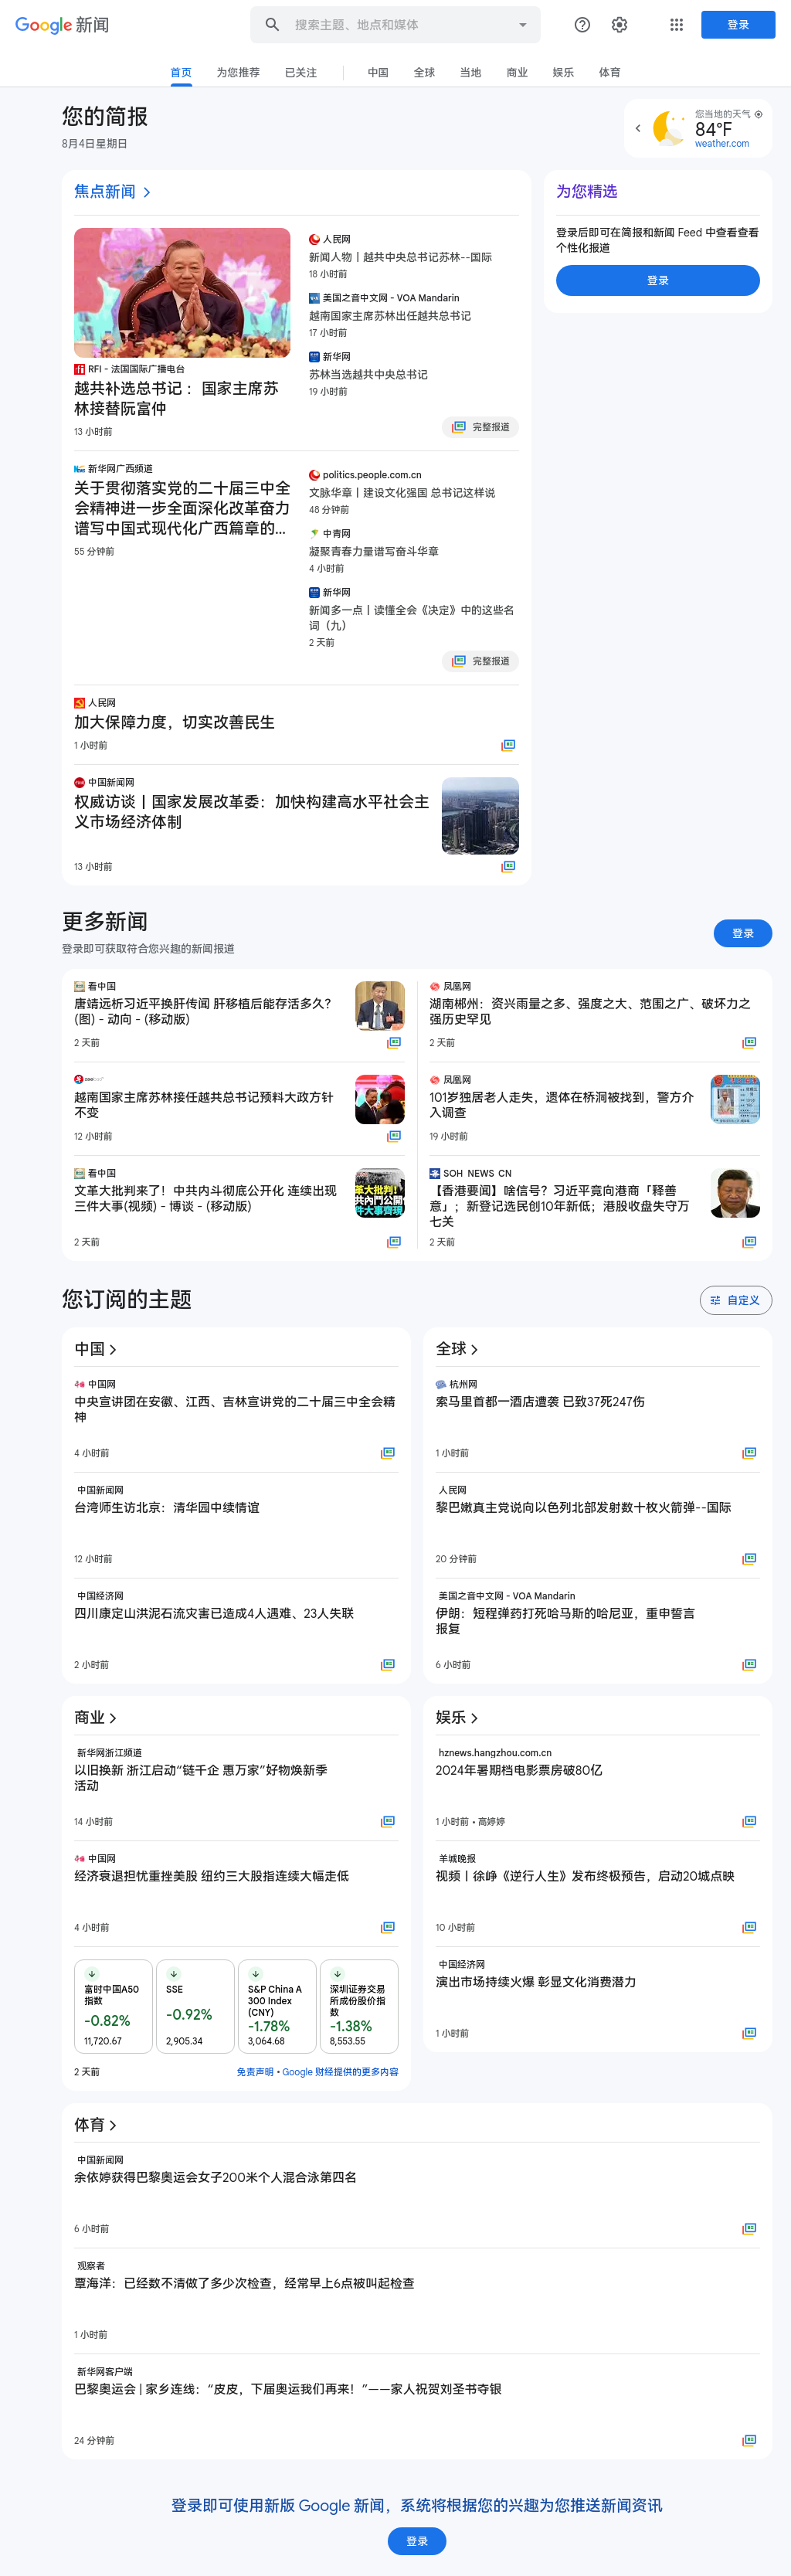 Google 新闻
搜索主题、地点和媒体
登录
首页 为您推荐 已关注 中国 全球 当地 商业 娱乐 体育
您的简报
8月4日星期日
您当地的天气
84°F
weather.com
焦点新闻
RFI - 法国国际广播电台
越共补选总书记 ：国家主席苏
林接替阮富仲
13 小时前
人民网
新闻人物丨越共中央总书记苏林--国际
18 小时前
美国之音中文网 - VOA Mandarin
越南国家主席苏林出任越共总书记
17 小时前
新华网
苏林当选越共中央总书记
19 小时前
完整报道
新华网广西频道
关于贯彻落实党的二十届三中全
会精神进一步全面深化改革奋力
谱写中国式现代化广西篇章的...
55 分钟前
politics.people.com.cn
文脉华章丨建设文化强国 总书记这样说
48 分钟前
中青网
凝聚青春力量谱写奋斗华章
4 小时前
新华网
新闻多一点丨读懂全会《决定》中的这些名
词（九）
2 天前
完整报道
人民网
加大保障力度，切实改善民生
1 小时前
中国新闻网
权威访谈丨国家发展改革委：加快构建高水平社会主
义市场经济体制
13 小时前
为您精选
登录后即可在简报和新闻 Feed 中查看查看
个性化报道
登录
更多新闻
登录即可获取符合您兴趣的新闻报道
登录
看中国
唐靖远析习近平换肝传闻 肝移植后能存活多久？
(图) - 动向 - (移动版)
2 天前
越南国家主席苏林接任越共总书记预料大政方针
不变
12 小时前
看中国
文革大批判来了！中共内斗彻底公开化 连续出现
三件大事(视频) - 博谈 - (移动版)
2 天前
凤凰网
湖南郴州：资兴雨量之多、强度之大、范围之广、破坏力之
强历史罕见
2 天前
凤凰网
101岁独居老人走失，遗体在桥洞被找到，警方介
入调查
19 小时前
SOH NEWS CN
【香港要闻】啥信号？习近平竟向港商「释善
意」；新登记选民创10年新低；港股收盘失守万
七关
2 天前
您订阅的主题
自定义
中国
中国网
中央宣讲团在安徽、江西、吉林宣讲党的二十届三中全会精
神
4 小时前
中国新闻网
台湾师生访北京：清华园中续情谊
12 小时前
中国经济网
四川康定山洪泥石流灾害已造成4人遇难、23人失联
2 小时前
全球
杭州网
索马里首都一酒店遭袭 已致37死247伤
1 小时前
人民网
黎巴嫩真主党说向以色列北部发射数十枚火箭弹--国际
20 分钟前
美国之音中文网 - VOA Mandarin
伊朗：短程弹药打死哈马斯的哈尼亚，重申誓言
报复
6 小时前
商业
新华网浙江频道
以旧换新 浙江启动“链千企 惠万家”好物焕新季
活动
14 小时前
中国网
经济衰退担忧重挫美股 纽约三大股指连续大幅走低
4 小时前
富时中国A50
指数
-0.82%
11,720.67
SSE
-0.92%
2,905.34
S&P China A
300 Index
(CNY)
-1.78%
3,064.68
深圳证券交易
所成份股价指
数
-1.38%
8,553.55
2 天前
免责声明 • Google 财经提供的更多内容
娱乐
hznews.hangzhou.com.cn
2024年暑期档电影票房破80亿
1 小时前 • 高婷婷
羊城晚报
视频丨徐峥《逆行人生》发布终极预告，启动20城点映
10 小时前
中国经济网
演出市场持续火爆 彰显文化消费潜力
1 小时前
体育
中国新闻网
余依婷获得巴黎奥运会女子200米个人混合泳第四名
6 小时前
观察者
覃海洋：已经数不清做了多少次检查，经常早上6点被叫起检查
1 小时前
新华网客户端
巴黎奥运会 | 家乡连线：“皮皮，下届奥运我们再来！”——家人祝贺刘圣书夺银
24 分钟前
登录即可使用新版 Google 新闻，系统将根据您的兴趣为您推送新闻资讯
登录